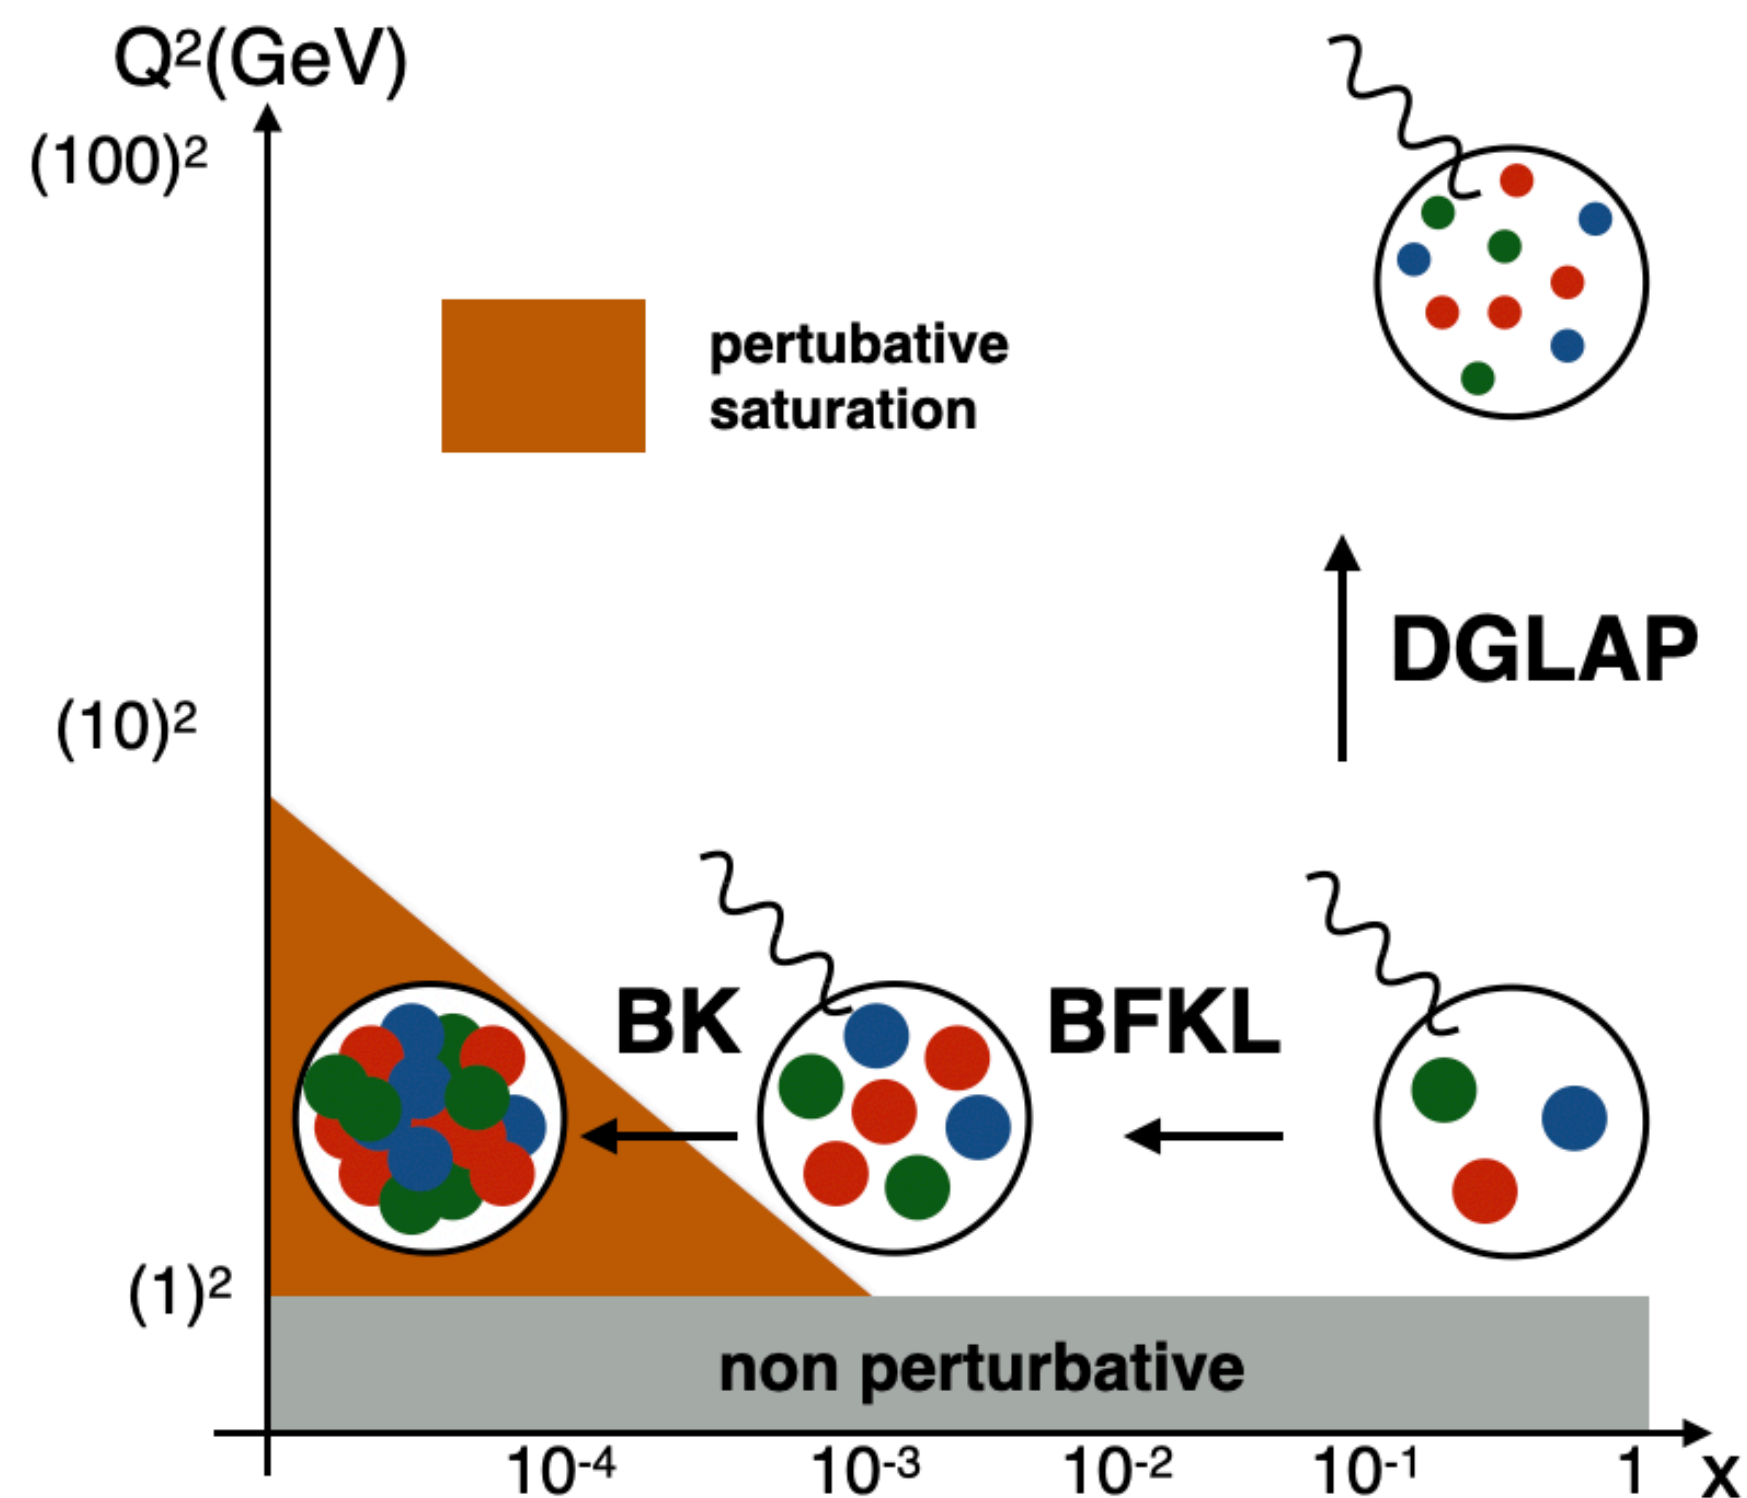 Q²(GeV)
(100)²
pertubative
saturation
DGLAP
(10)²
BK
BFKL
(1)²
non perturbative
10⁻⁴ 10⁻³ 10⁻² 10⁻¹ 1 x